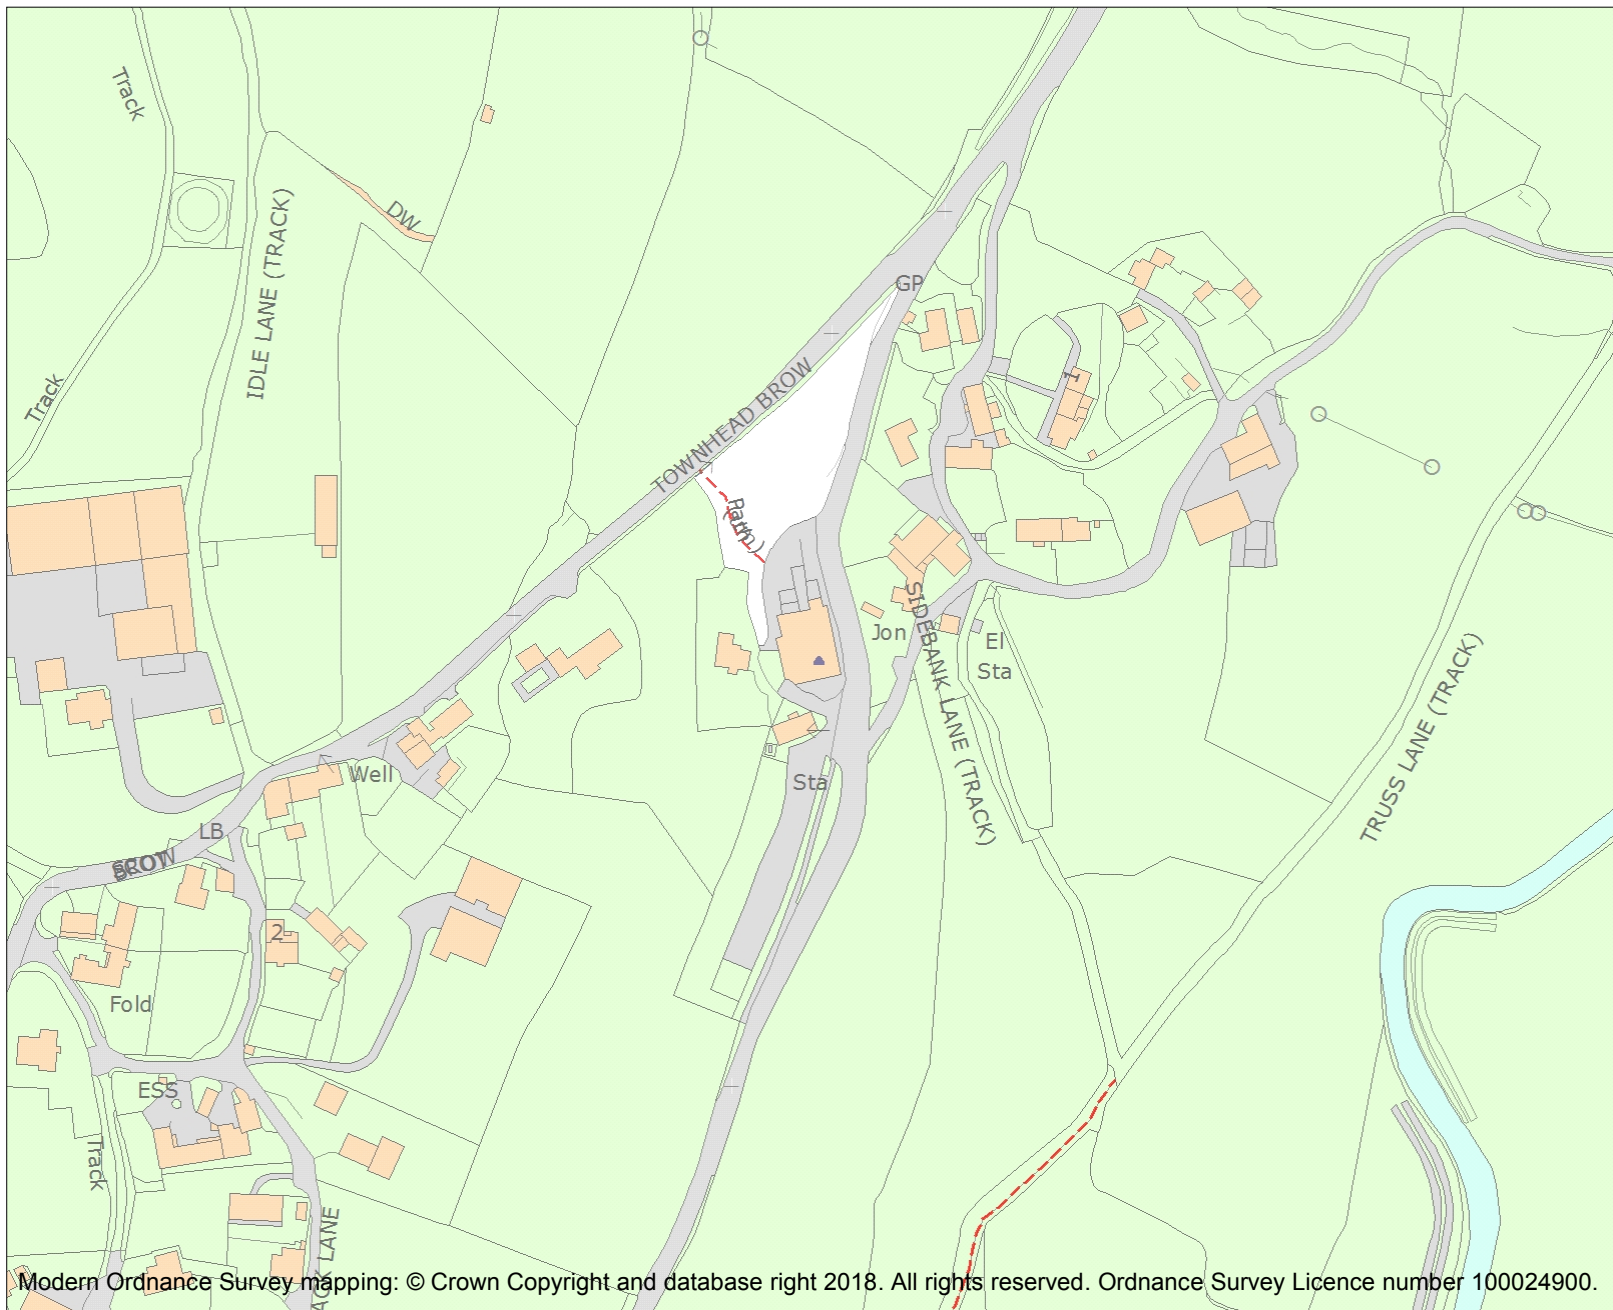 Track
DW
IDLE LANE (TRACK)
GP
Track
TOWNHEAD BROW
1
Path
(um)
SIDEBANK LANE (TRACK)
Jon
El
Sta
TRUSS LANE (TRACK)
Well
Sta
LB
BROW
2
Fold
ESS
Track
LANE
Modern Ordnance Survey mapping: © Crown Copyright and database right 2018. All rights reserved. Ordnance Survey Licence number 100024900.